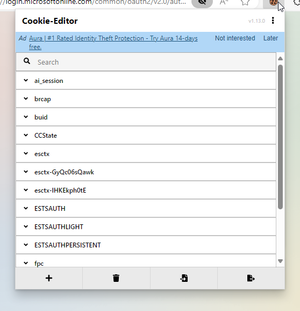 /login.microsoftonline.com/common/oauth2/v2.0/aut...
Cookie-Editor
v1.13.0
Ad Aura | #1 Rated Identity Theft Protection - Try Aura 14-days Not interested Later
free.
Search
ai_session
brcap
buid
CCState
esctx
esctx-GyQc06sQawk
esctx-IHKEkph0tE
ESTSAUTH
ESTSAUTHLIGHT
ESTSAUTHPERSISTENT
fpc